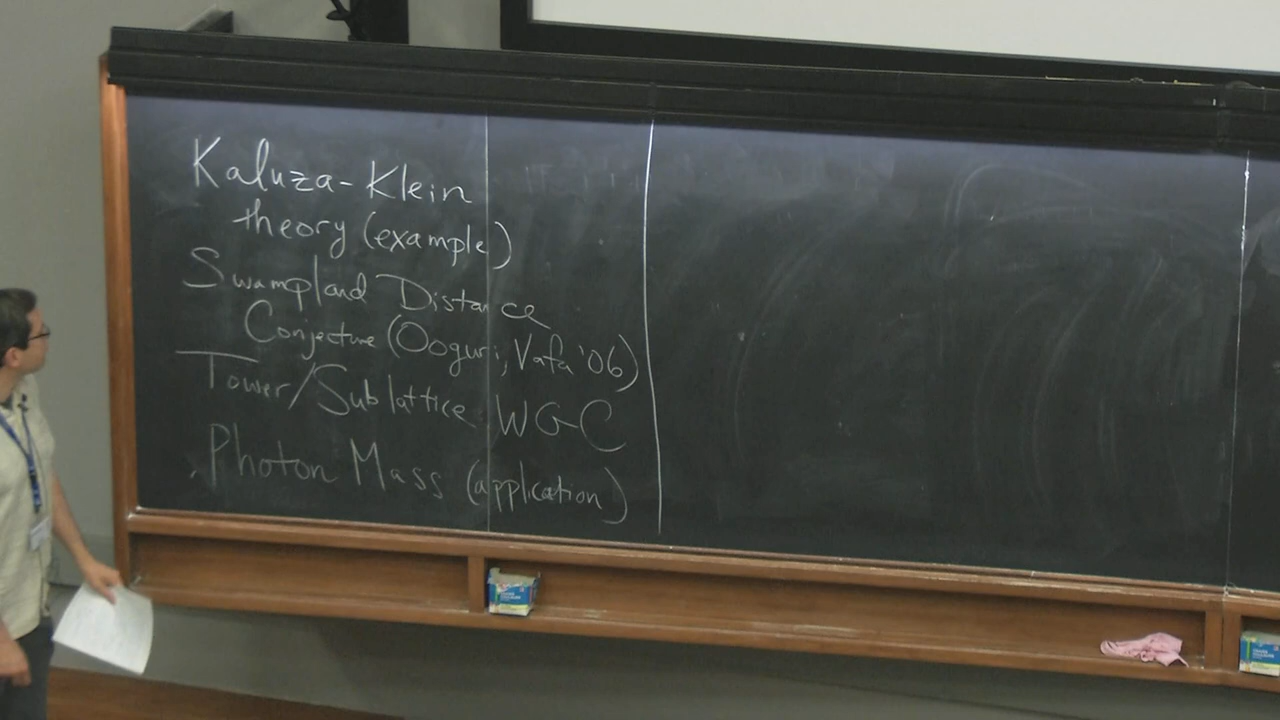 Kaluza-Klein
theory (example)
Swampland Distance
Conjecture (Ooguri, Vafa '06)
Tower/Sublattice WGC
Photon Mass (application)